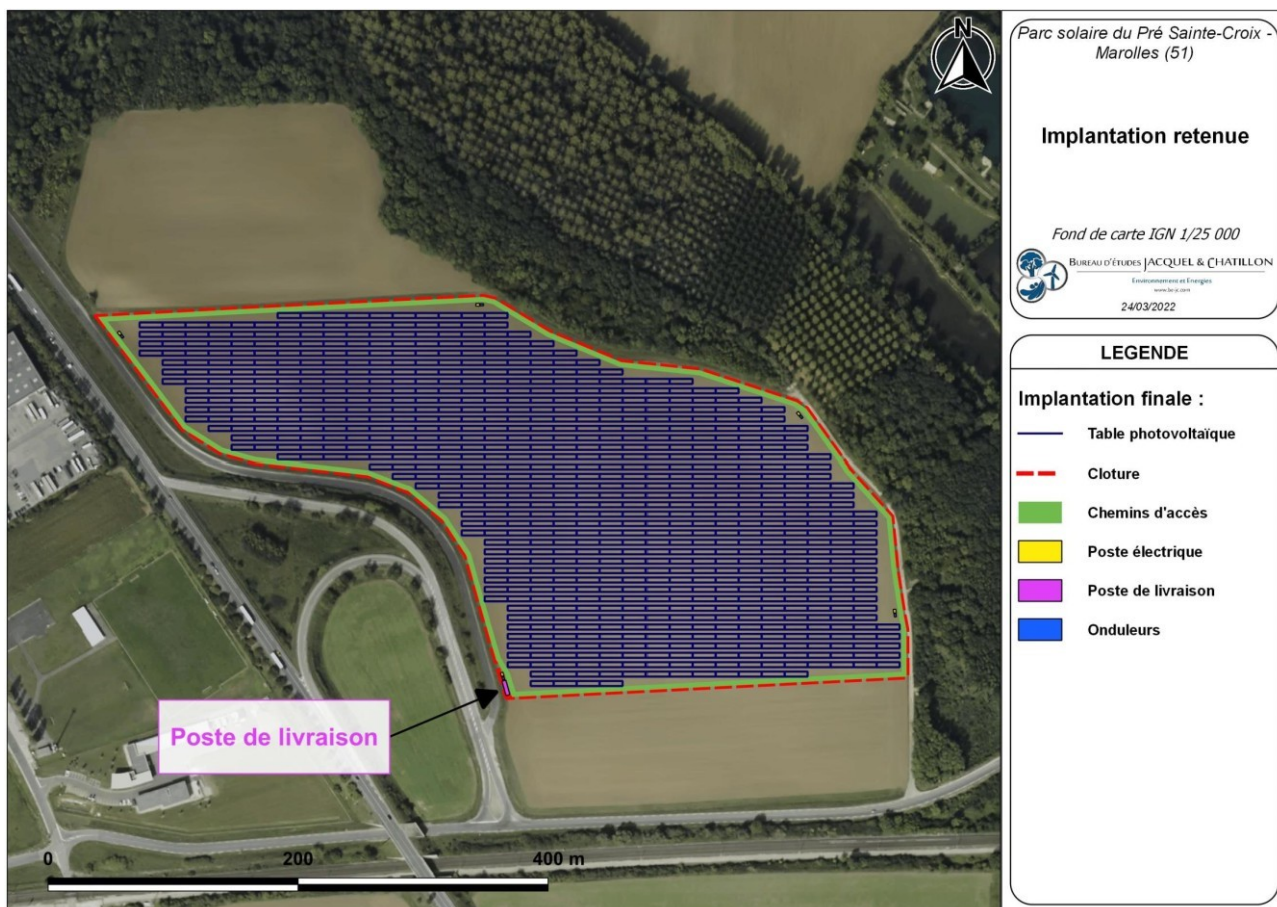 N
Parc solaire du Pré Sainte-Croix -
Marolles (51)
Implantation retenue
Fond de carte IGN 1/25 000
BUREAU D'ÉTUDES JACQUEL & CHATILLON
Environnement et Energies
24/03/2022
LEGENDE
Implantation finale :
Table photovoltaïque
Cloture
Chemins d'accès
Poste électrique
Poste de livraison
Onduleurs
Poste de livraison
0
200
400 m